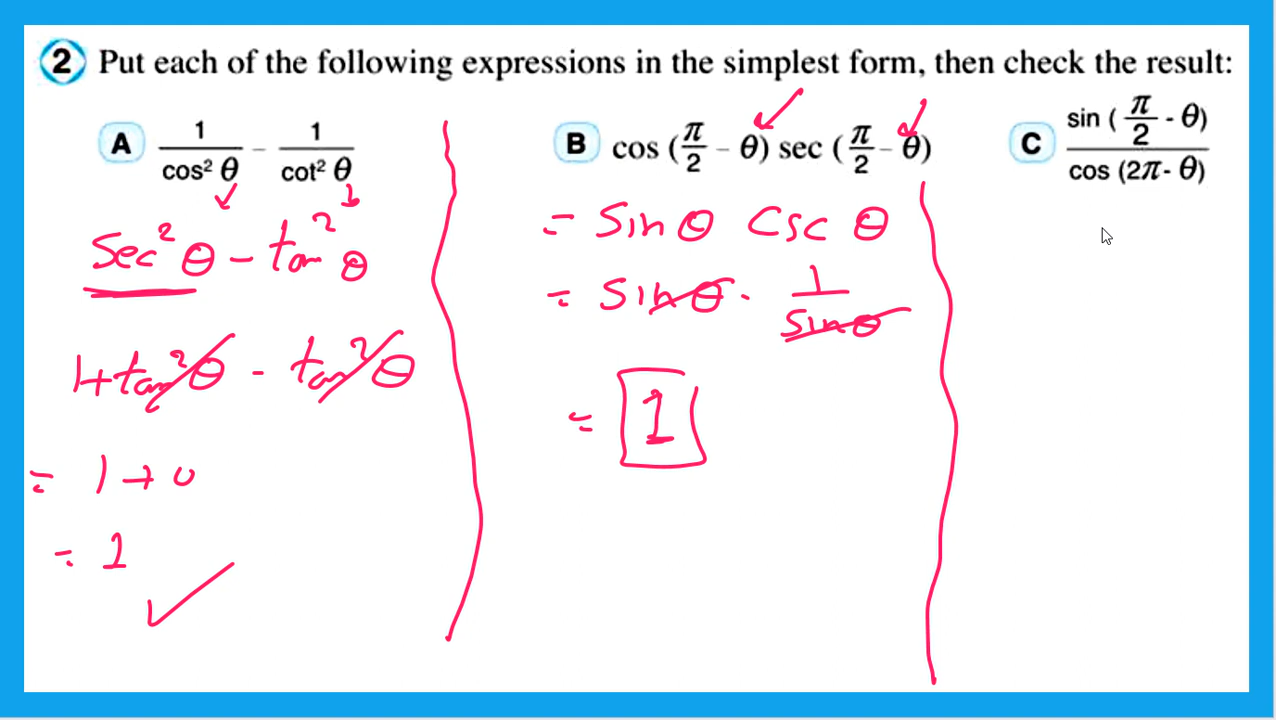 2 Put each of the following expressions in the simplest form, then check the result:
A 1/cos² θ - 1/cot² θ
sec² θ - tan² θ
1+tan² θ - tan² θ
= 1 + 0
= 1
B cos (π/2 - θ) sec (π/2 - θ)
= sin θ csc θ
= sin θ . 1/sin θ
= 1
C sin (π/2 - θ)/cos (2π - θ)